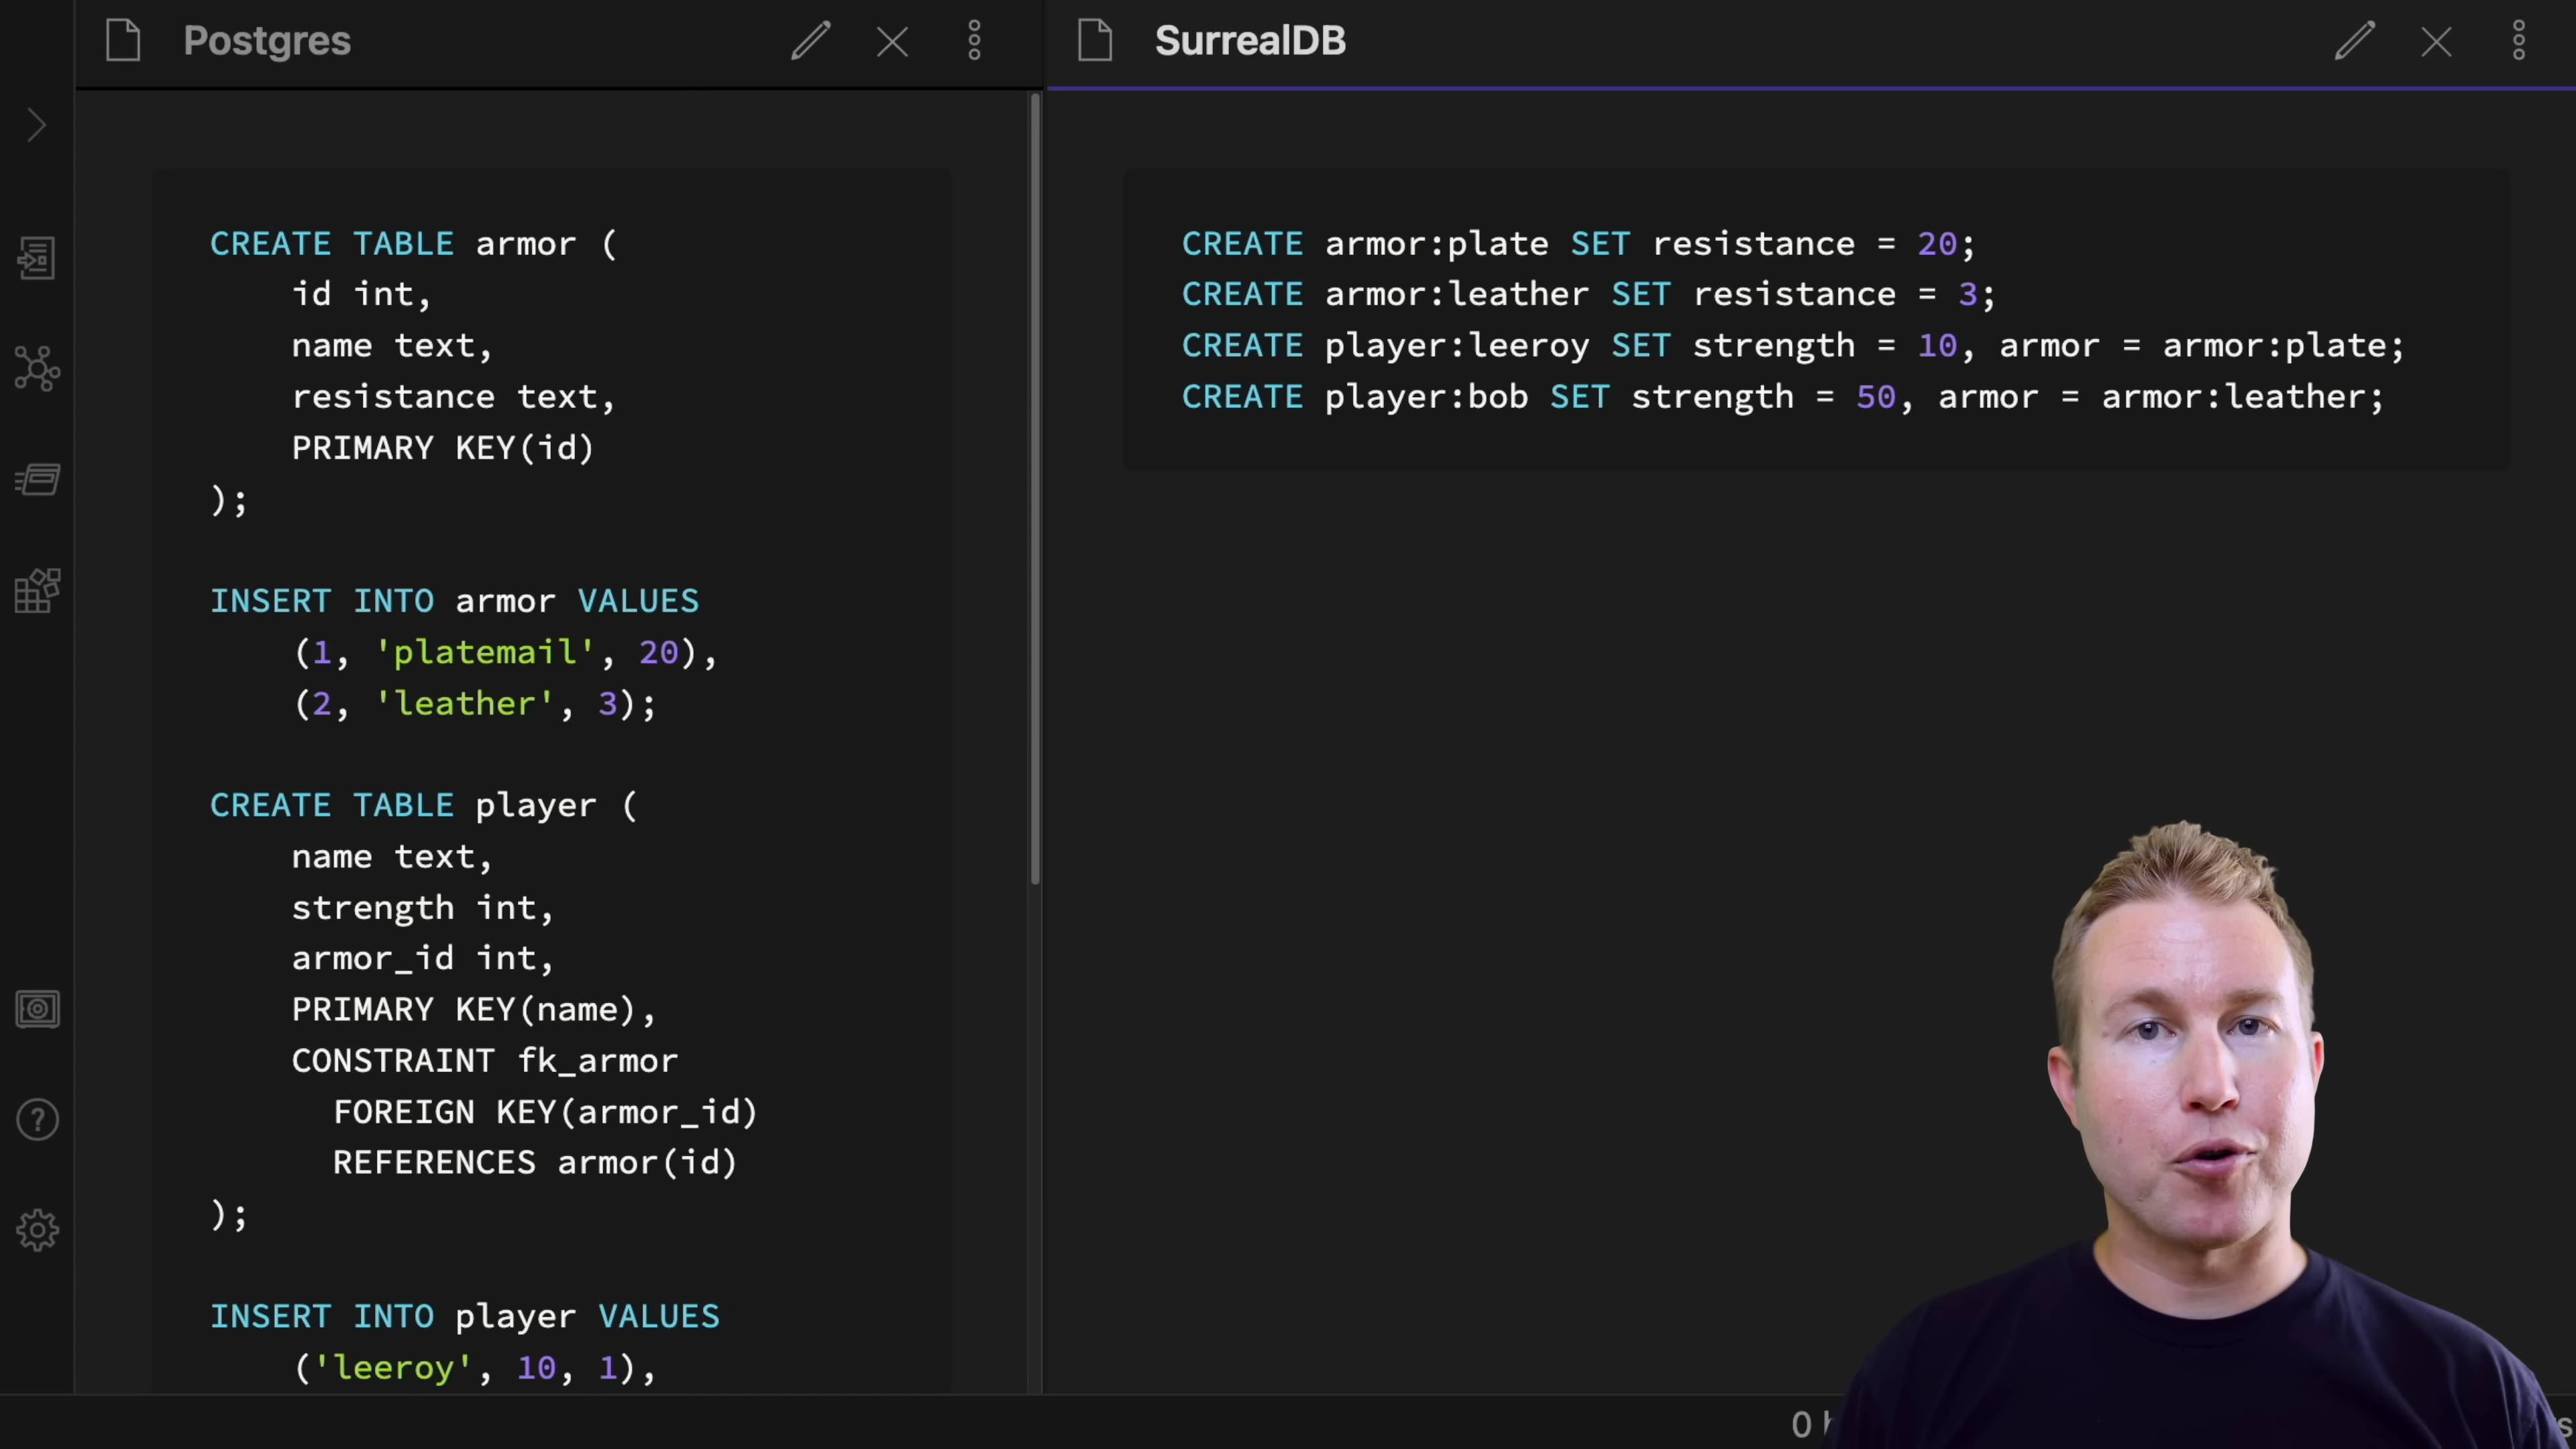 Postgres
CREATE TABLE armor (
id int,
name text,
resistance text,
PRIMARY KEY(id)
);
INSERT INTO armor VALUES
(1, 'platemail', 20),
(2, 'leather', 3);
CREATE TABLE player (
name text,
strength int,
armor_id int,
PRIMARY KEY(name),
CONSTRAINT fk_armor
FOREIGN KEY(armor_id)
REFERENCES armor(id)
);
INSERT INTO player VALUES
('leeroy', 10, 1),
SurrealDB
CREATE armor:plate SET resistance = 20;
CREATE armor:leather SET resistance = 3;
CREATE player:leeroy SET strength = 10, armor = armor:plate;
CREATE player:bob SET strength = 50, armor = armor:leather;
0